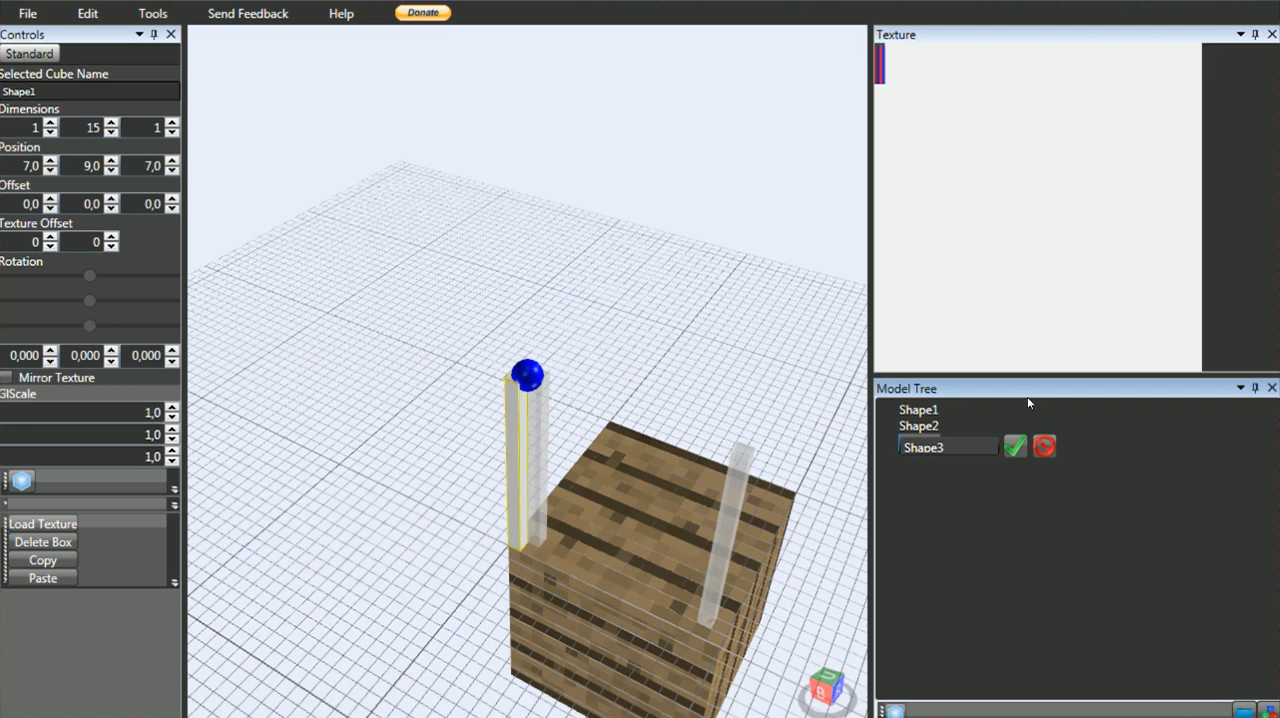 File Edit Tools Send Feedback Help Donate
Controls
Standard
Selected Cube Name
Shape1
Dimensions
1 15 1
Position
7,0 9,0 7,0
Offset
0,0 0,0 0,0
Texture Offset
0 0
Rotation
0,000 0,000 0,000
Mirror Texture
GlScale
1,0
1,0
1,0
Load Texture
Delete Box
Copy
Paste
Texture
Model Tree
Shape1
Shape2
Shape3
U
B